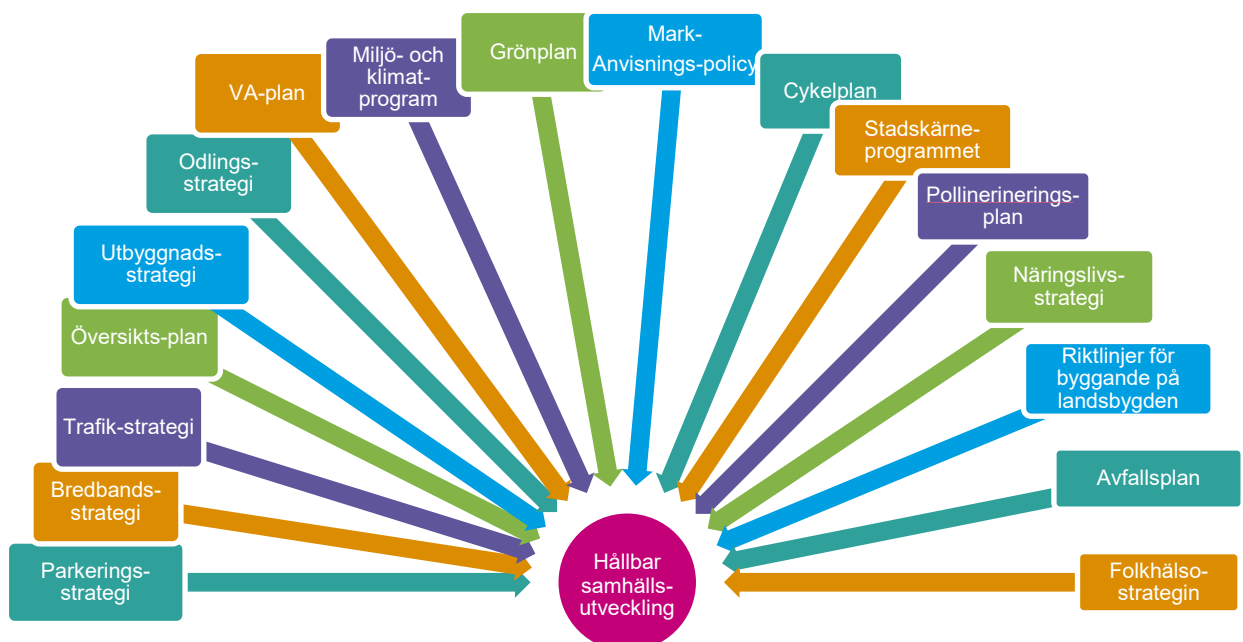 Parkerings-
strategi
Bredbands-
strategi
Trafik-strategi
Översikts-plan
Utbyggnads-
strategi
Odlings-
strategi
VA-plan
Miljö- och
klimat-
program
Grönplan
Mark-
Anvisnings-policy
Cykelplan
Stadskärne-
programmet
Pollinerinerings-
plan
Näringslivs-
strategi
Riktlinjer för
byggande på
landsbygden
Avfallsplan
Folkhälso-
strategin
Hållbar
samhälls-
utveckling